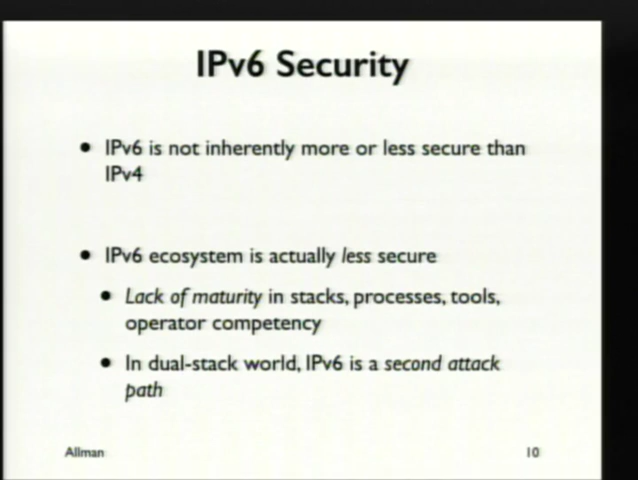 IPv6 Security
• IPv6 is not inherently more or less secure than
IPv4
• IPv6 ecosystem is actually less secure
• Lack of maturity in stacks, processes, tools,
operator competency
• In dual-stack world, IPv6 is a second attack
path
Allman
10